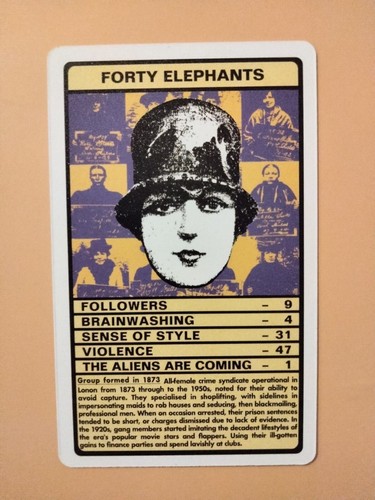 FORTY ELEPHANTS
FOLLOWERS – 9
BRAINWASHING – 4
SENSE OF STYLE – 31
VIOLENCE – 47
THE ALIENS ARE COMING – 1
Group formed in 1873 All-female crime syndicate operational in
Lonon from 1873 through to the 1950s, noted for their ability to
avoid capture. They specialised in shoplifting, with sidelines in
impersonating maids to rob houses and seducing, then blackmailing,
professional men. When on occasion arrested, their prison sentences
tended to be short, or charges dismissed due to lack of evidence. In
the 1920s, gang members started imitating the decadent lifestyles of
the era's popular movie stars and flappers. Using their ill-gotten
gains to finance parties and spend lavishly at clubs.